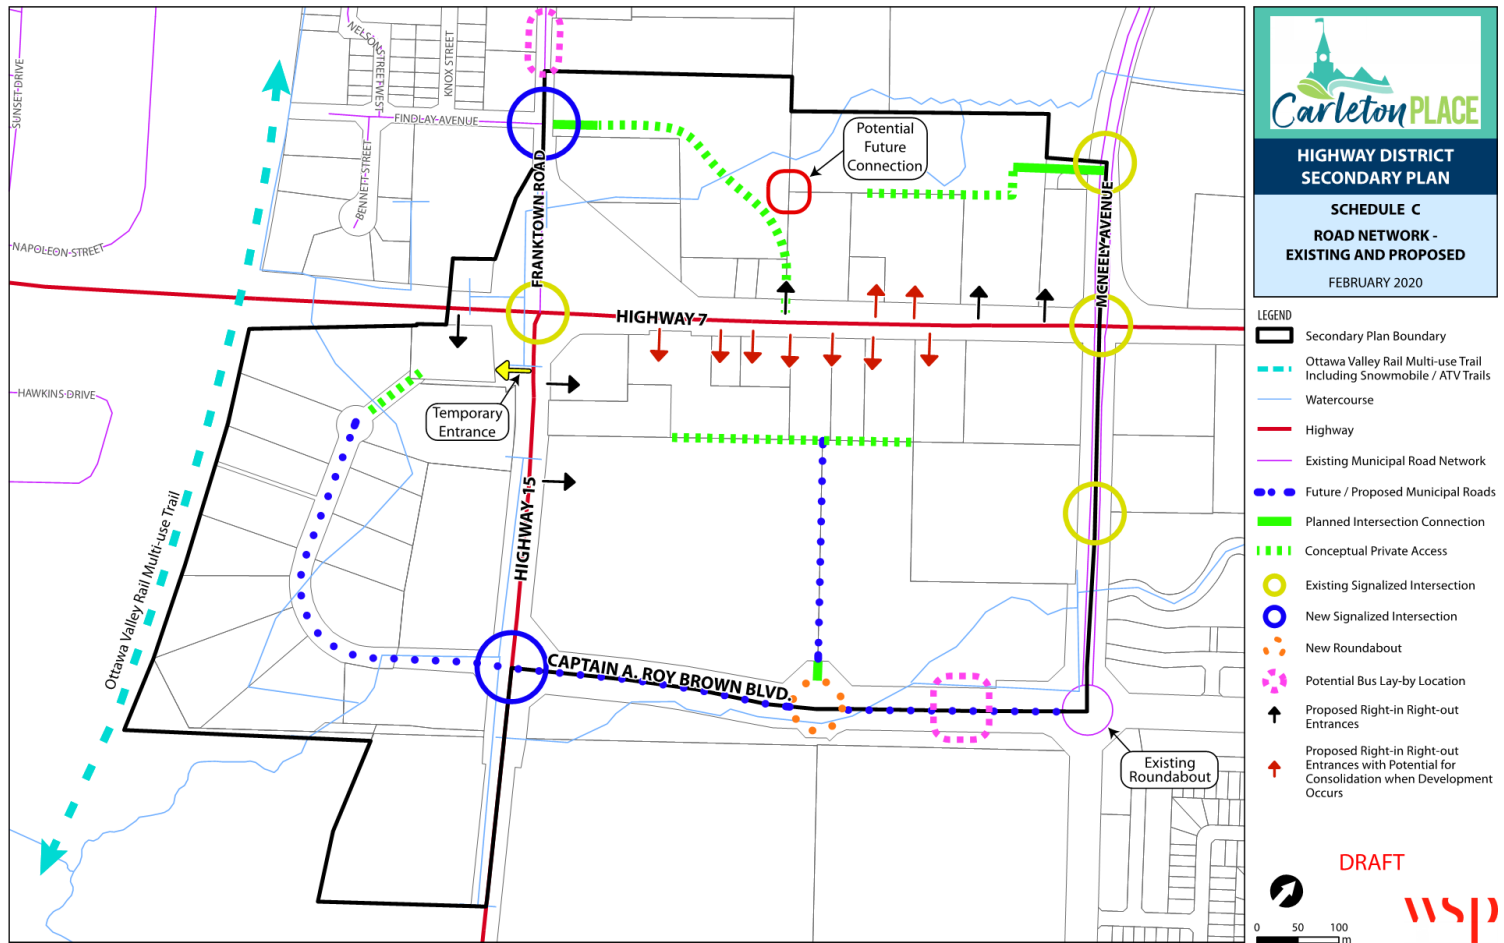 SUNSET DRIVE
NELSON STREET WEST
KNOX STREET
FINDLAY AVENUE
BENNETT STREET
NAPOLEON STREET
HAWKINS DRIVE
FRANKTOWN ROAD
HIGHWAY 7
MCNEELY AVENUE
HIGHWAY 15
CAPTAIN A. ROY BROWN BLVD.
Ottawa Valley Rail Multi-use Trail
Potential
Future
Connection
Temporary
Entrance
Existing
Roundabout
Carleton PLACE
HIGHWAY DISTRICT
SECONDARY PLAN
SCHEDULE C
ROAD NETWORK -
EXISTING AND PROPOSED
FEBRUARY 2020
LEGEND
Secondary Plan Boundary
Ottawa Valley Rail Multi-use Trail
Including Snowmobile / ATV Trails
Watercourse
Highway
Existing Municipal Road Network
Future / Proposed Municipal Roads
Planned Intersection Connection
Conceptual Private Access
Existing Signalized Intersection
New Signalized Intersection
New Roundabout
Potential Bus Lay-by Location
Proposed Right-in Right-out
Entrances
Proposed Right-in Right-out
Entrances with Potential for
Consolidation when Development
Occurs
DRAFT
0 50 100
m
wsp